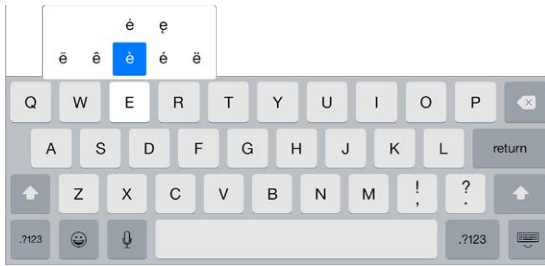 ė ę
ē ê è é ë
Q W E R T Y U I O P
A S D F G H J K L return
Z X C V B N M ! , ? .
.?123 .?123